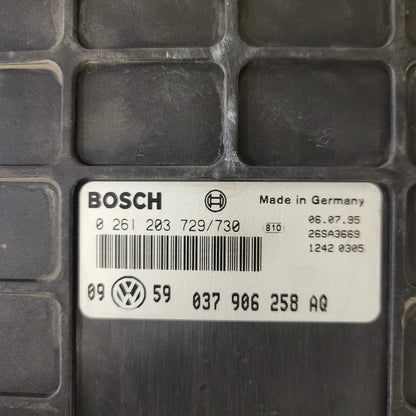 BOSCH Made in Germany
0 261 203 729/730 810 06.07.95
26SA3669
1242 0305
09 59 037 906 258 AQ